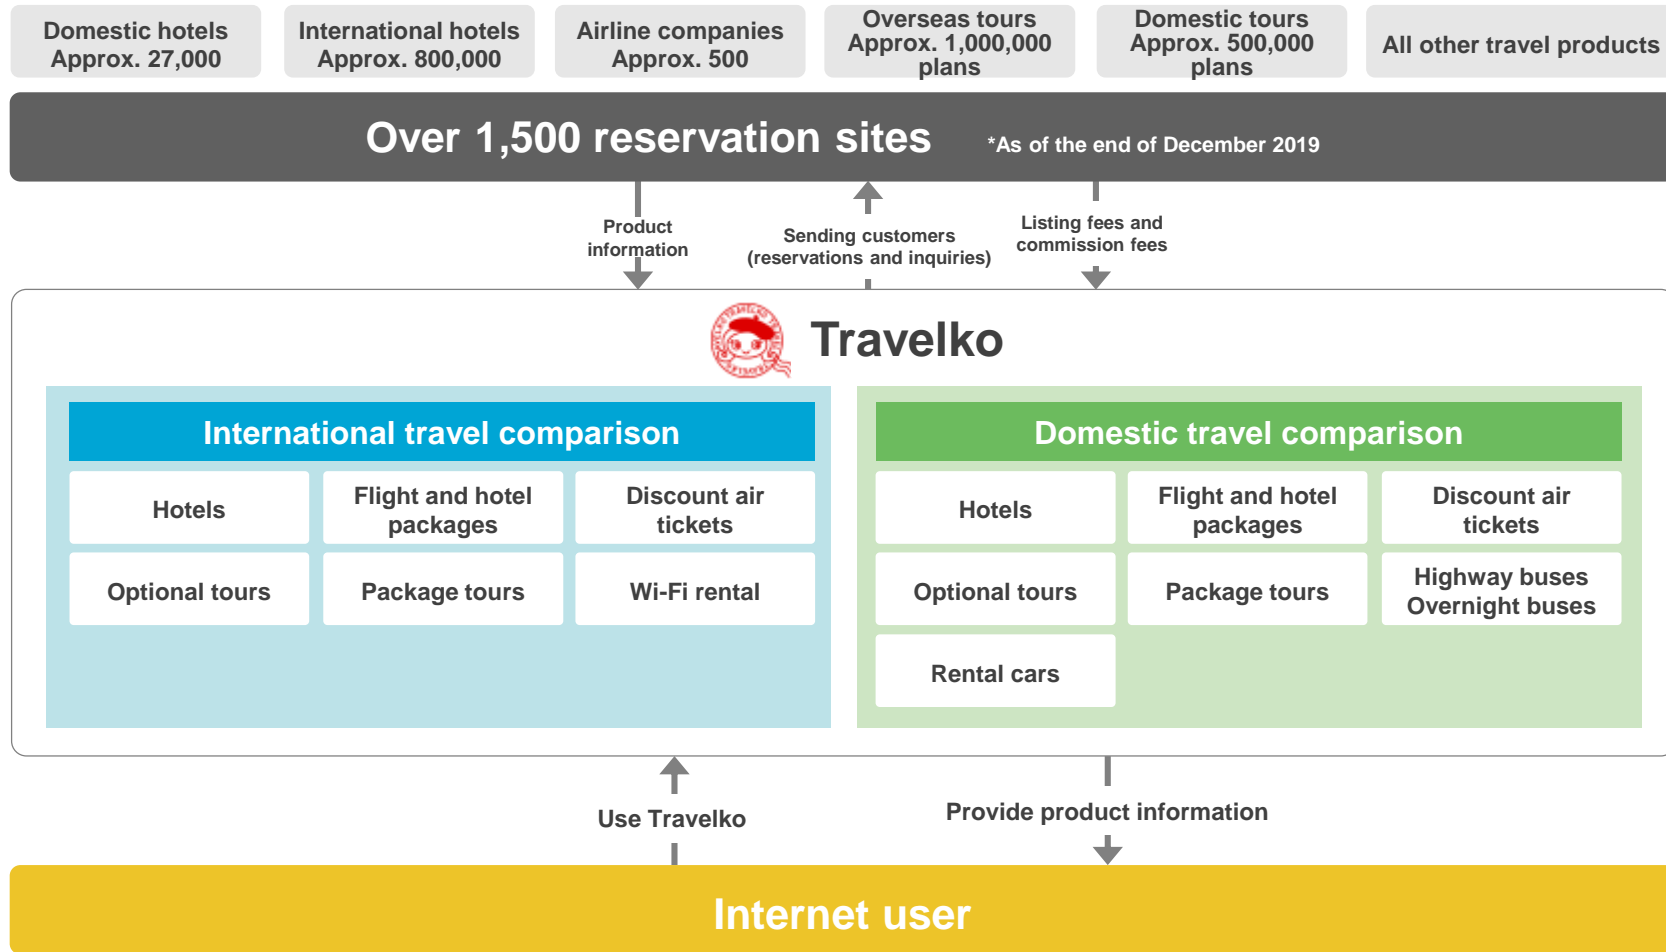 Domestic hotels
Approx. 27,000
International hotels
Approx. 800,000
Airline companies
Approx. 500
Overseas tours
Approx. 1,000,000
plans
Domestic tours
Approx. 500,000
plans
All other travel products
Over 1,500 reservation sites *As of the end of December 2019
Product
information
Sending customers
(reservations and inquiries)
Listing fees and
commission fees
Travelko
International travel comparison
Hotels
Flight and hotel
packages
Discount air
tickets
Optional tours
Package tours
Wi-Fi rental
Domestic travel comparison
Hotels
Flight and hotel
packages
Discount air
tickets
Optional tours
Package tours
Highway buses
Overnight buses
Rental cars
Use Travelko
Provide product information
Internet user